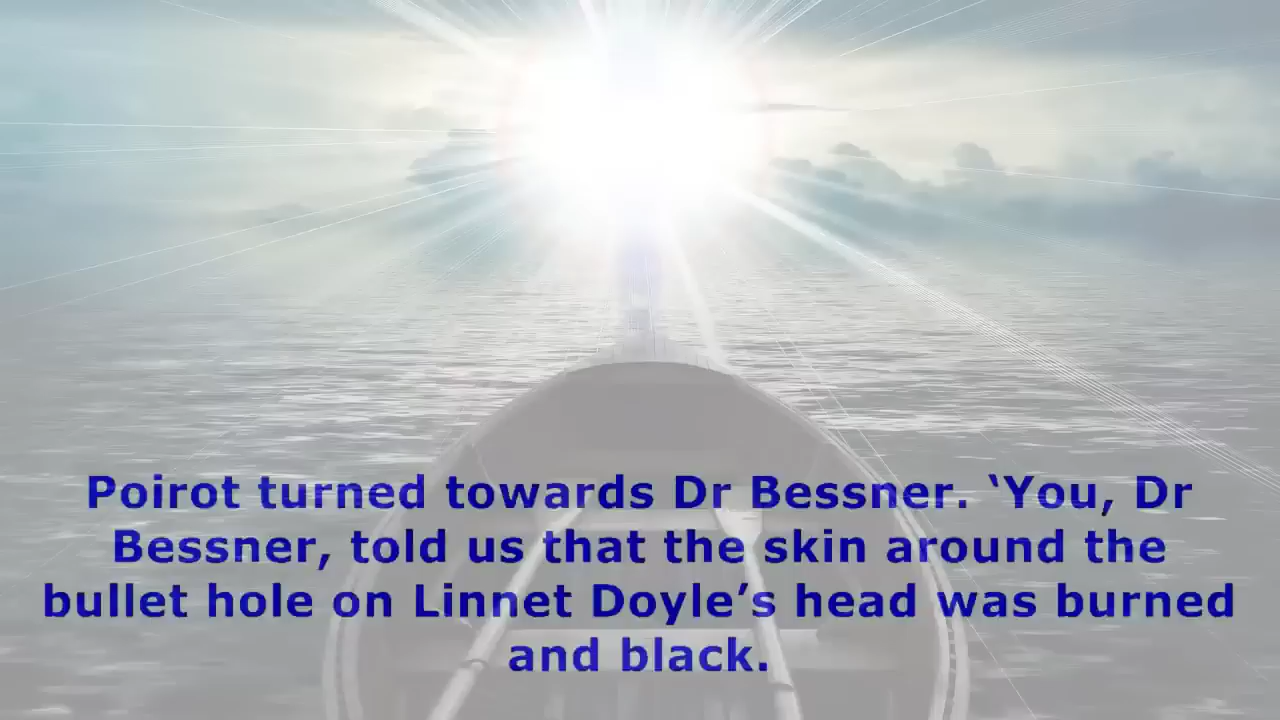 Poirot turned towards Dr Bessner. ‘You, Dr
Bessner, told us that the skin around the
bullet hole on Linnet Doyle’s head was burned
and black.